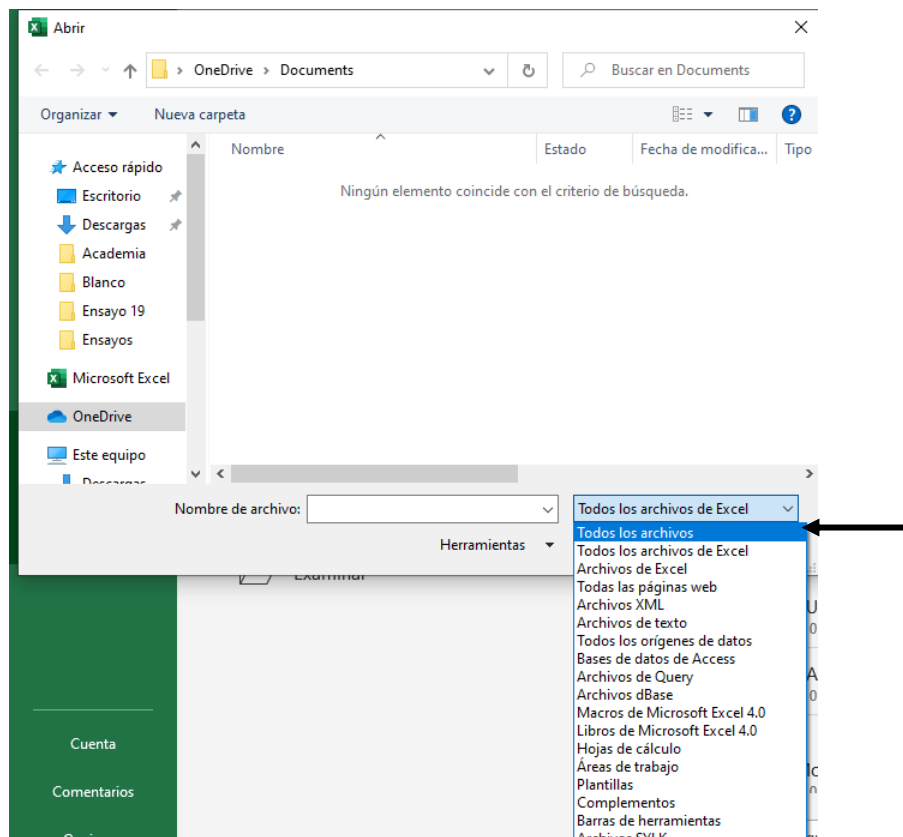 Abrir
OneDrive > Documents
Buscar en Documents
Organizar
Nueva carpeta
Nombre
Estado
Fecha de modifica...
Tipo
Acceso rápido
Escritorio
Descargas
Academia
Blanco
Ensayo 19
Ensayos
Microsoft Excel
OneDrive
Este equipo
Descargas
Ningún elemento coincide con el criterio de búsqueda.
Nombre de archivo:
Todos los archivos de Excel
Herramientas
Todos los archivos
Todos los archivos de Excel
Archivos de Excel
Todas las páginas web
Archivos XML
Archivos de texto
Todos los orígenes de datos
Bases de datos de Access
Archivos de Query
Archivos dBase
Macros de Microsoft Excel 4.0
Libros de Microsoft Excel 4.0
Hojas de cálculo
Áreas de trabajo
Plantillas
Complementos
Barras de herramientas
Archivos SYLK
Examinar
Cuenta
Comentarios